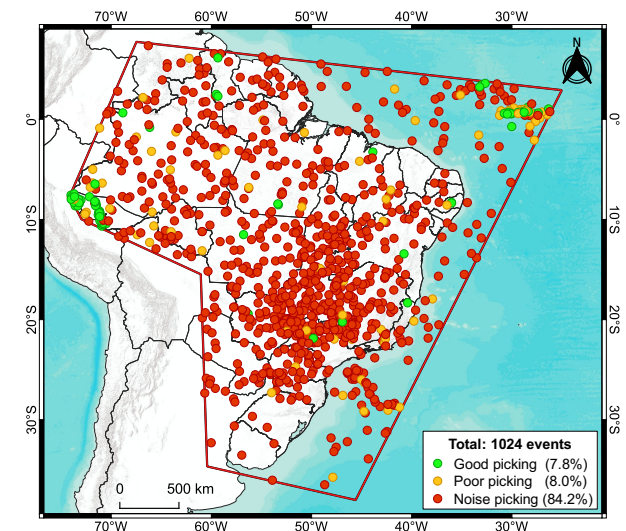 70°W 60°W 50°W 40°W 30°W
N
0° 0°
10°S 10°S
20°S 20°S
30°S 30°S
Total: 1024 events
Good picking (7.8%)
Poor picking (8.0%)
Noise picking (84.2%)
0 500 km
70°W 60°W 50°W 40°W 30°W